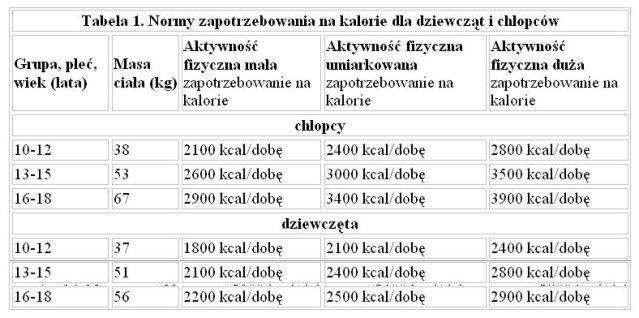 Tabela 1. Normy zapotrzebowania na kalorie dla dziewcząt i chłopców
Grupa, płeć, wiek (lata) Masa ciała (kg) Aktywność fizyczna mała zapotrzebowanie na kalorie Aktywność fizyczna umiarkowana zapotrzebowanie na kalorie Aktywność fizyczna duża zapotrzebowanie na kalorie
chłopcy
10-12 38 2100 kcal/dobę 2400 kcal/dobę 2800 kcal/dobę
13-15 53 2600 kcal/dobę 3000 kcal/dobę 3500 kcal/dobę
16-18 67 2900 kcal/dobę 3400 kcal/dobę 3900 kcal/dobę
dziewczęta
10-12 37 1800 kcal/dobę 2100 kcal/dobę 2400 kcal/dobę
13-15 51 2100 kcal/dobę 2400 kcal/dobę 2800 kcal/dobę
16-18 56 2200 kcal/dobę 2500 kcal/dobę 2900 kcal/dobę